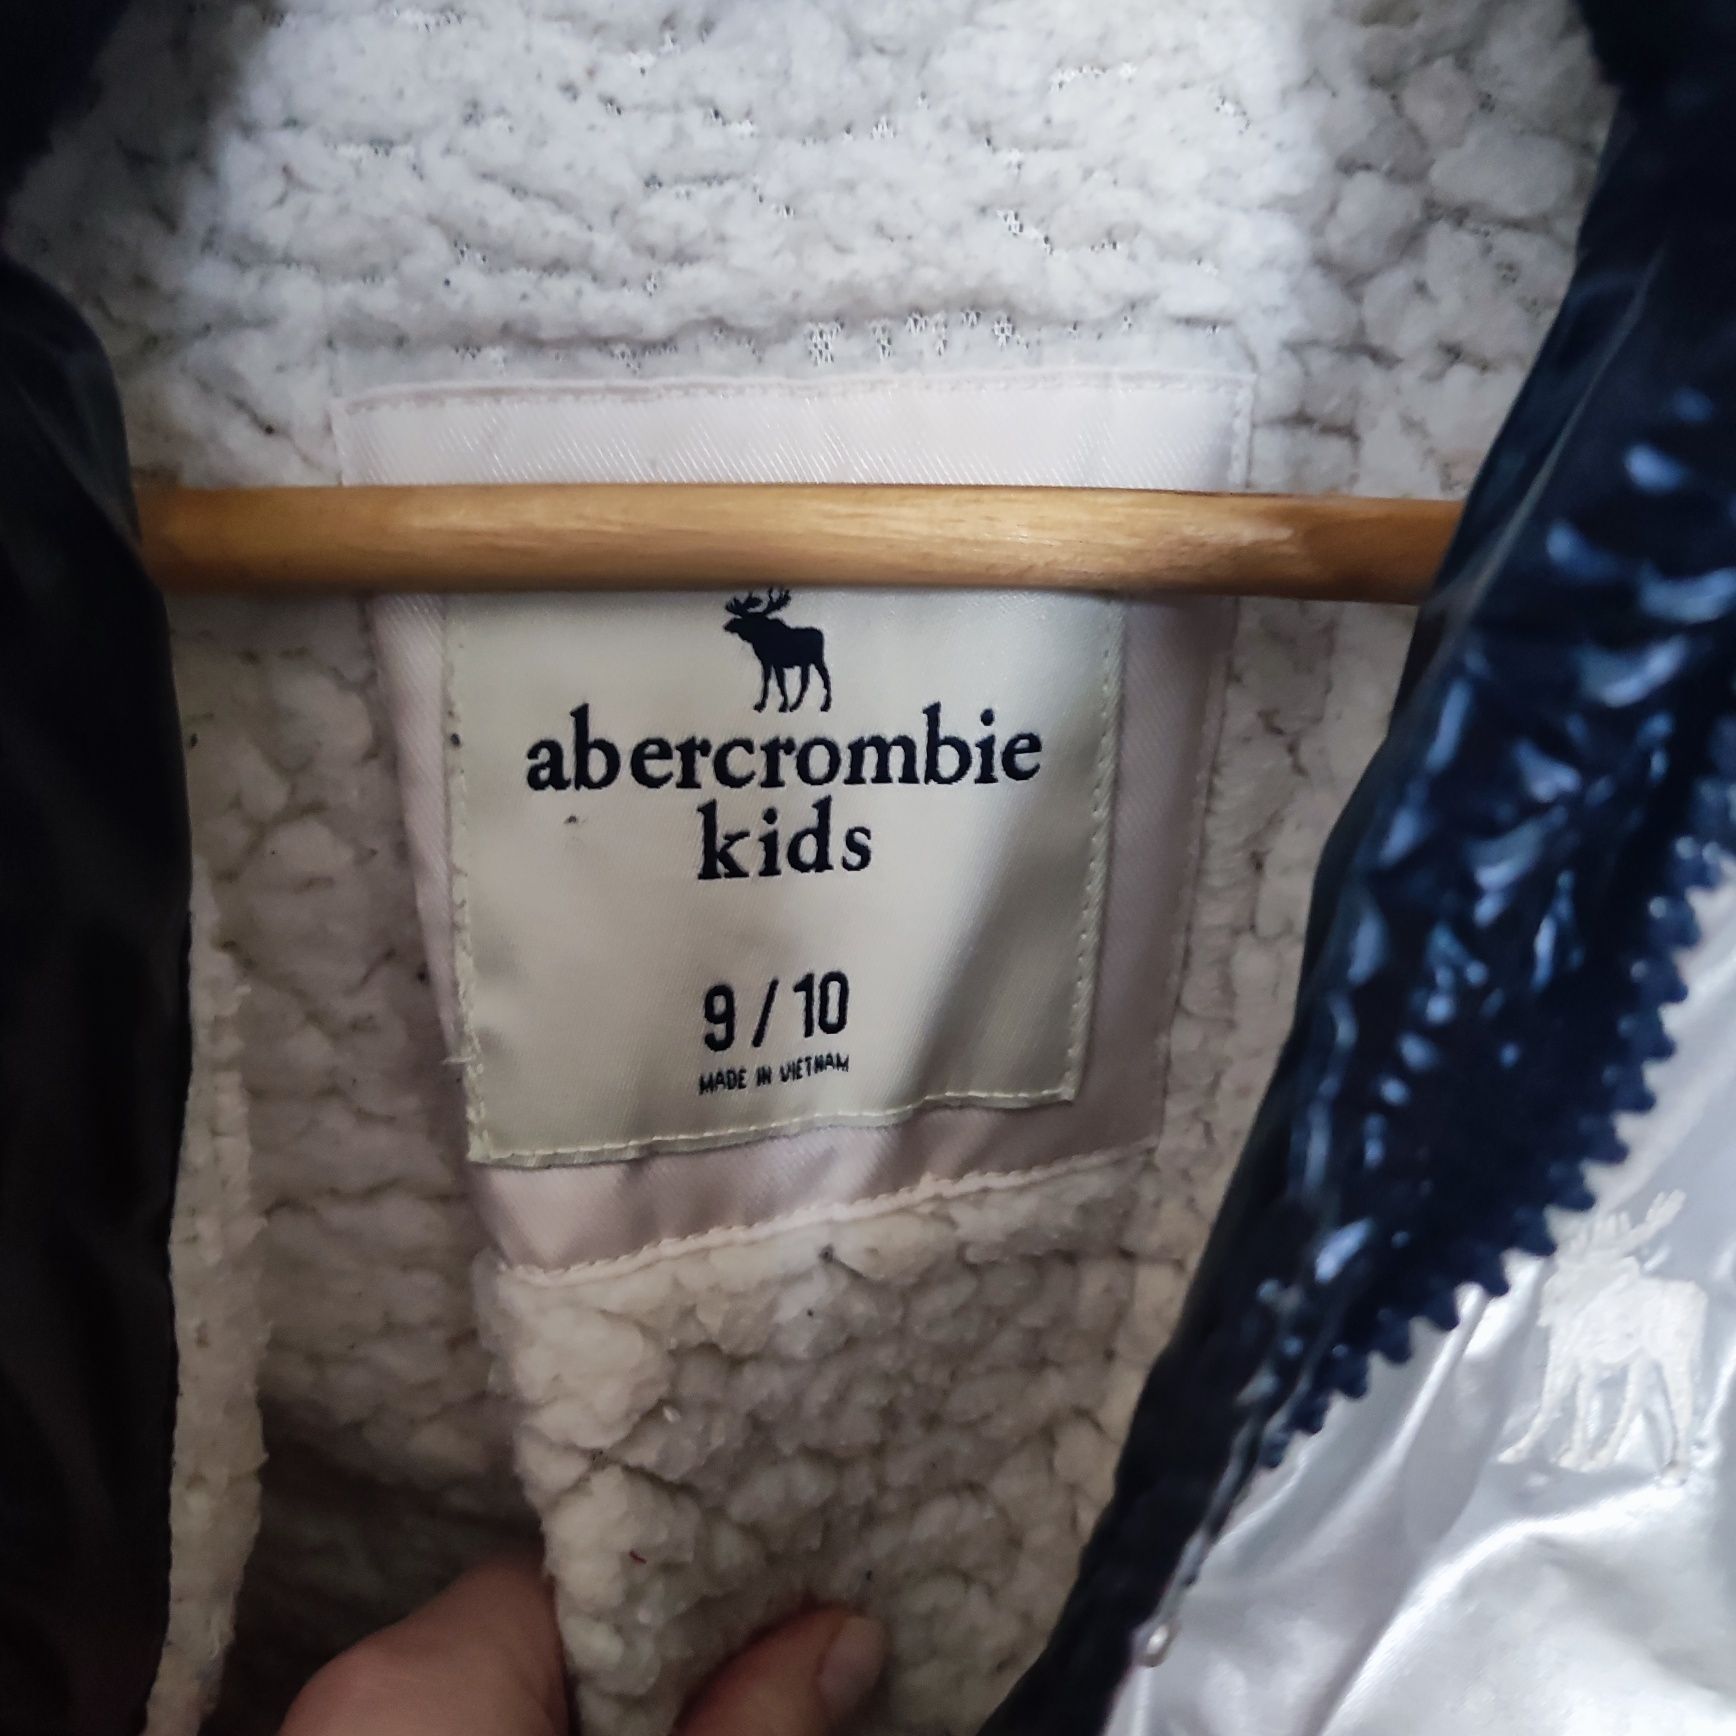 abercrombie
kids
9/10
MADE IN VIETNAM